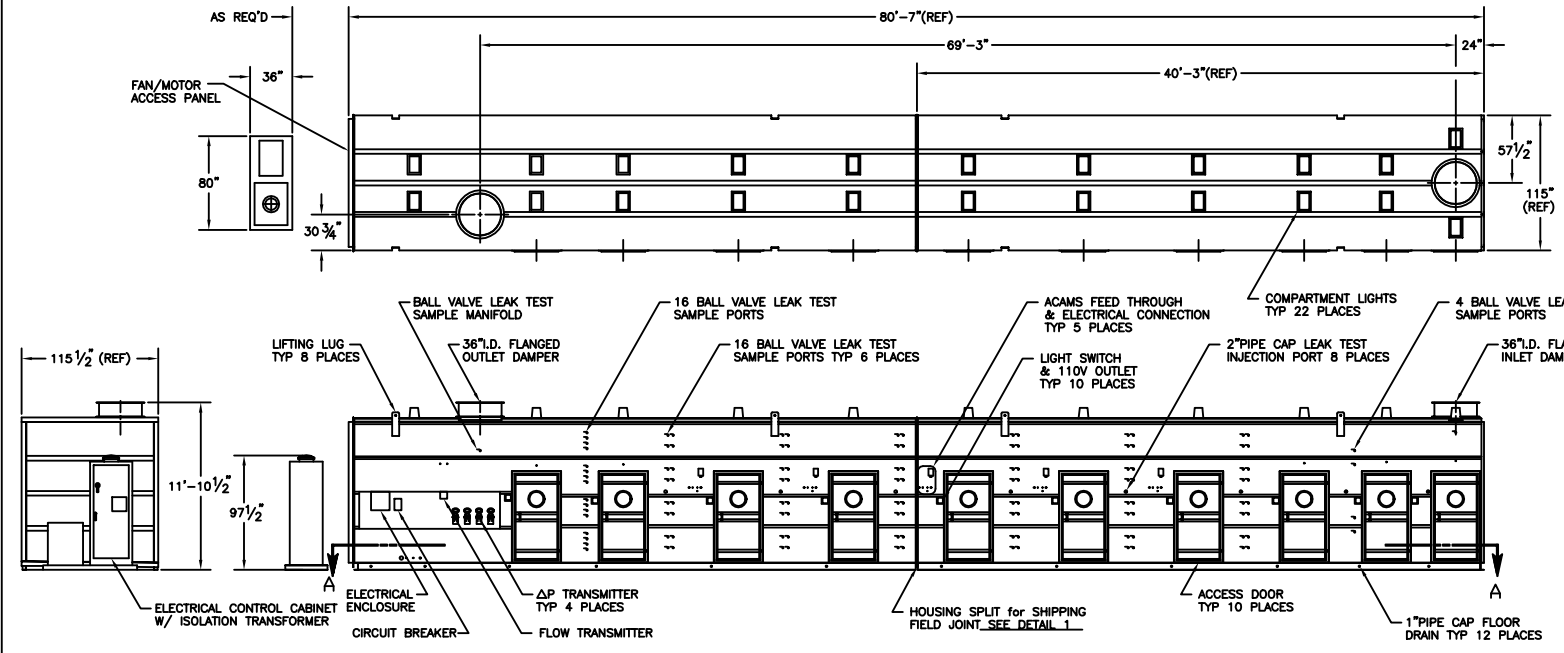 AS REQ'D
80'-7"(REF)
69'-3"
24"
36"
40'-3"(REF)
FAN/MOTOR
ACCESS PANEL
57 1/2"
80"
115"
(REF)
30 3/4"
BALL VALVE LEAK TEST
SAMPLE MANIFOLD
16 BALL VALVE LEAK TEST
SAMPLE PORTS
ACAMS FEED THROUGH
& ELECTRICAL CONNECTION
TYP 5 PLACES
COMPARTMENT LIGHTS
TYP 22 PLACES
4 BALL VALVE LEA
SAMPLE PORTS
115 1/2" (REF)
LIFTING LUG
TYP 8 PLACES
36"I.D. FLANGED
OUTLET DAMPER
16 BALL VALVE LEAK TEST
SAMPLE PORTS TYP 6 PLACES
LIGHT SWITCH
& 110V OUTLET
TYP 10 PLACES
2"PIPE CAP LEAK TEST
INJECTION PORT 8 PLACES
36"I.D. FLA
INLET DAM
11'-10 1/2"
97 1/2"
A
A
ELECTRICAL CONTROL CABINET
W/ ISOLATION TRANSFORMER
ELECTRICAL
ENCLOSURE
CIRCUIT BREAKER
ΔP TRANSMITTER
TYP 4 PLACES
FLOW TRANSMITTER
HOUSING SPLIT for SHIPPING
FIELD JOINT SEE DETAIL 1
ACCESS DOOR
TYP 10 PLACES
1"PIPE CAP FLOOR
DRAIN TYP 12 PLACES